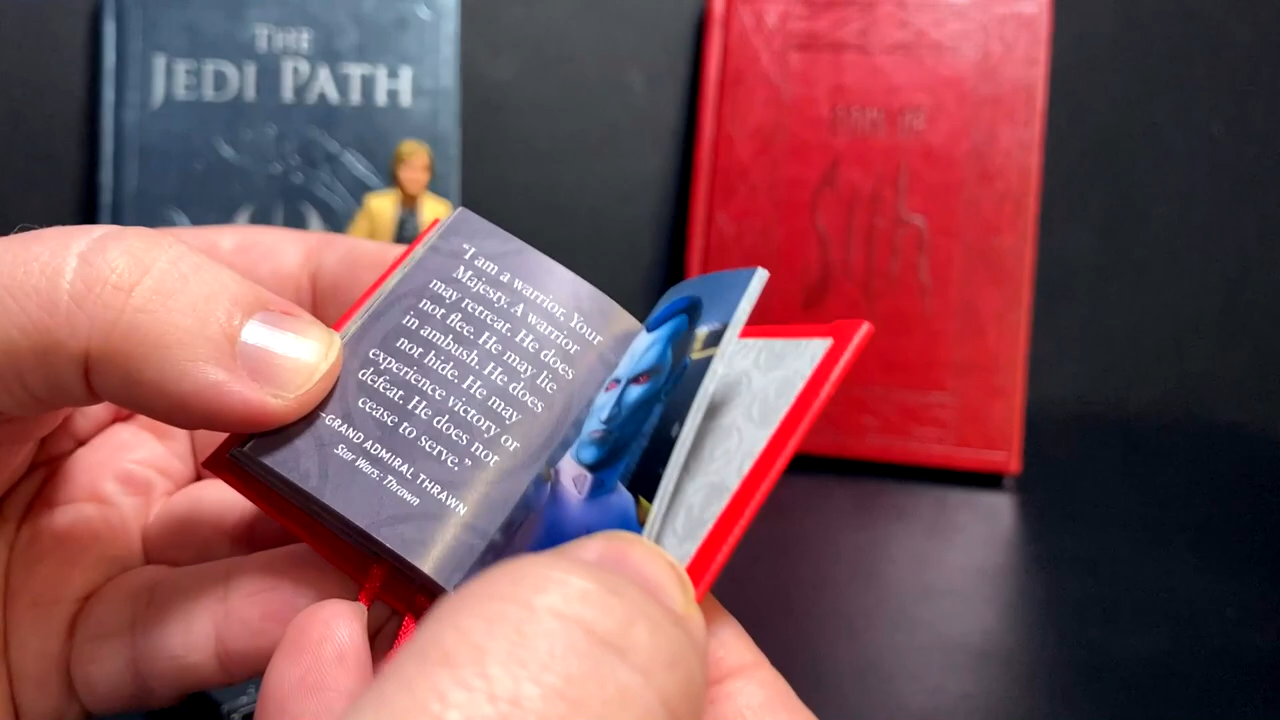 THE
JEDI PATH
BOOK OF
SITH
“I am a warrior, Your
Majesty. A warrior
may retreat. He does
not flee. He may lie
in ambush. He does
not hide. He may
experience victory or
defeat. He does not
cease to serve.”
–GRAND ADMIRAL THRAWN
Star Wars: Thrawn